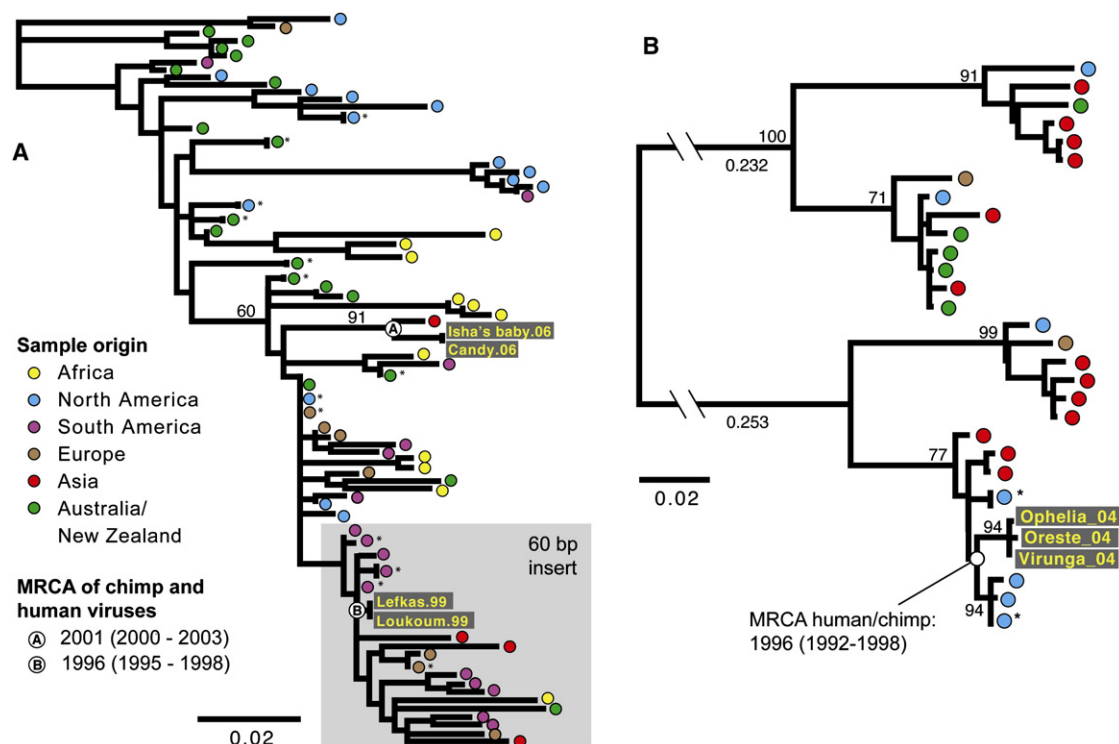 A
60
91
A
Isha's baby.06
Candy.06
Sample origin
Africa
North America
South America
Europe
Asia
Australia/
New Zealand
MRCA of chimp and
human viruses
A 2001 (2000 - 2003)
B 1996 (1995 - 1998)
0.02
60 bp
insert
B
Lefkas.99
Loukoum.99
* * * * * * * * * * * * *
B
91
100
0.232
71
99
0.253
77
*
94
Ophelia_04
Oreste_04
Virunga_04
94
*
0.02
MRCA human/chimp:
1996 (1992-1998)